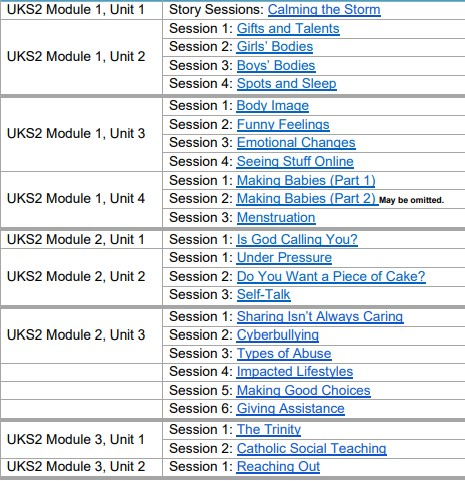 UKS2 Module 1, Unit 1 Story Sessions: Calming the Storm
UKS2 Module 1, Unit 2
Session 1: Gifts and Talents
Session 2: Girls' Bodies
Session 3: Boys' Bodies
Session 4: Spots and Sleep
UKS2 Module 1, Unit 3
Session 1: Body Image
Session 2: Funny Feelings
Session 3: Emotional Changes
Session 4: Seeing Stuff Online
UKS2 Module 1, Unit 4
Session 1: Making Babies (Part 1)
Session 2: Making Babies (Part 2) May be omitted.
Session 3: Menstruation
UKS2 Module 2, Unit 1 Session 1: Is God Calling You?
UKS2 Module 2, Unit 2
Session 1: Under Pressure
Session 2: Do You Want a Piece of Cake?
Session 3: Self-Talk
UKS2 Module 2, Unit 3
Session 1: Sharing Isn't Always Caring
Session 2: Cyberbullying
Session 3: Types of Abuse
Session 4: Impacted Lifestyles
Session 5: Making Good Choices
Session 6: Giving Assistance
UKS2 Module 3, Unit 1
Session 1: The Trinity
Session 2: Catholic Social Teaching
UKS2 Module 3, Unit 2 Session 1: Reaching Out